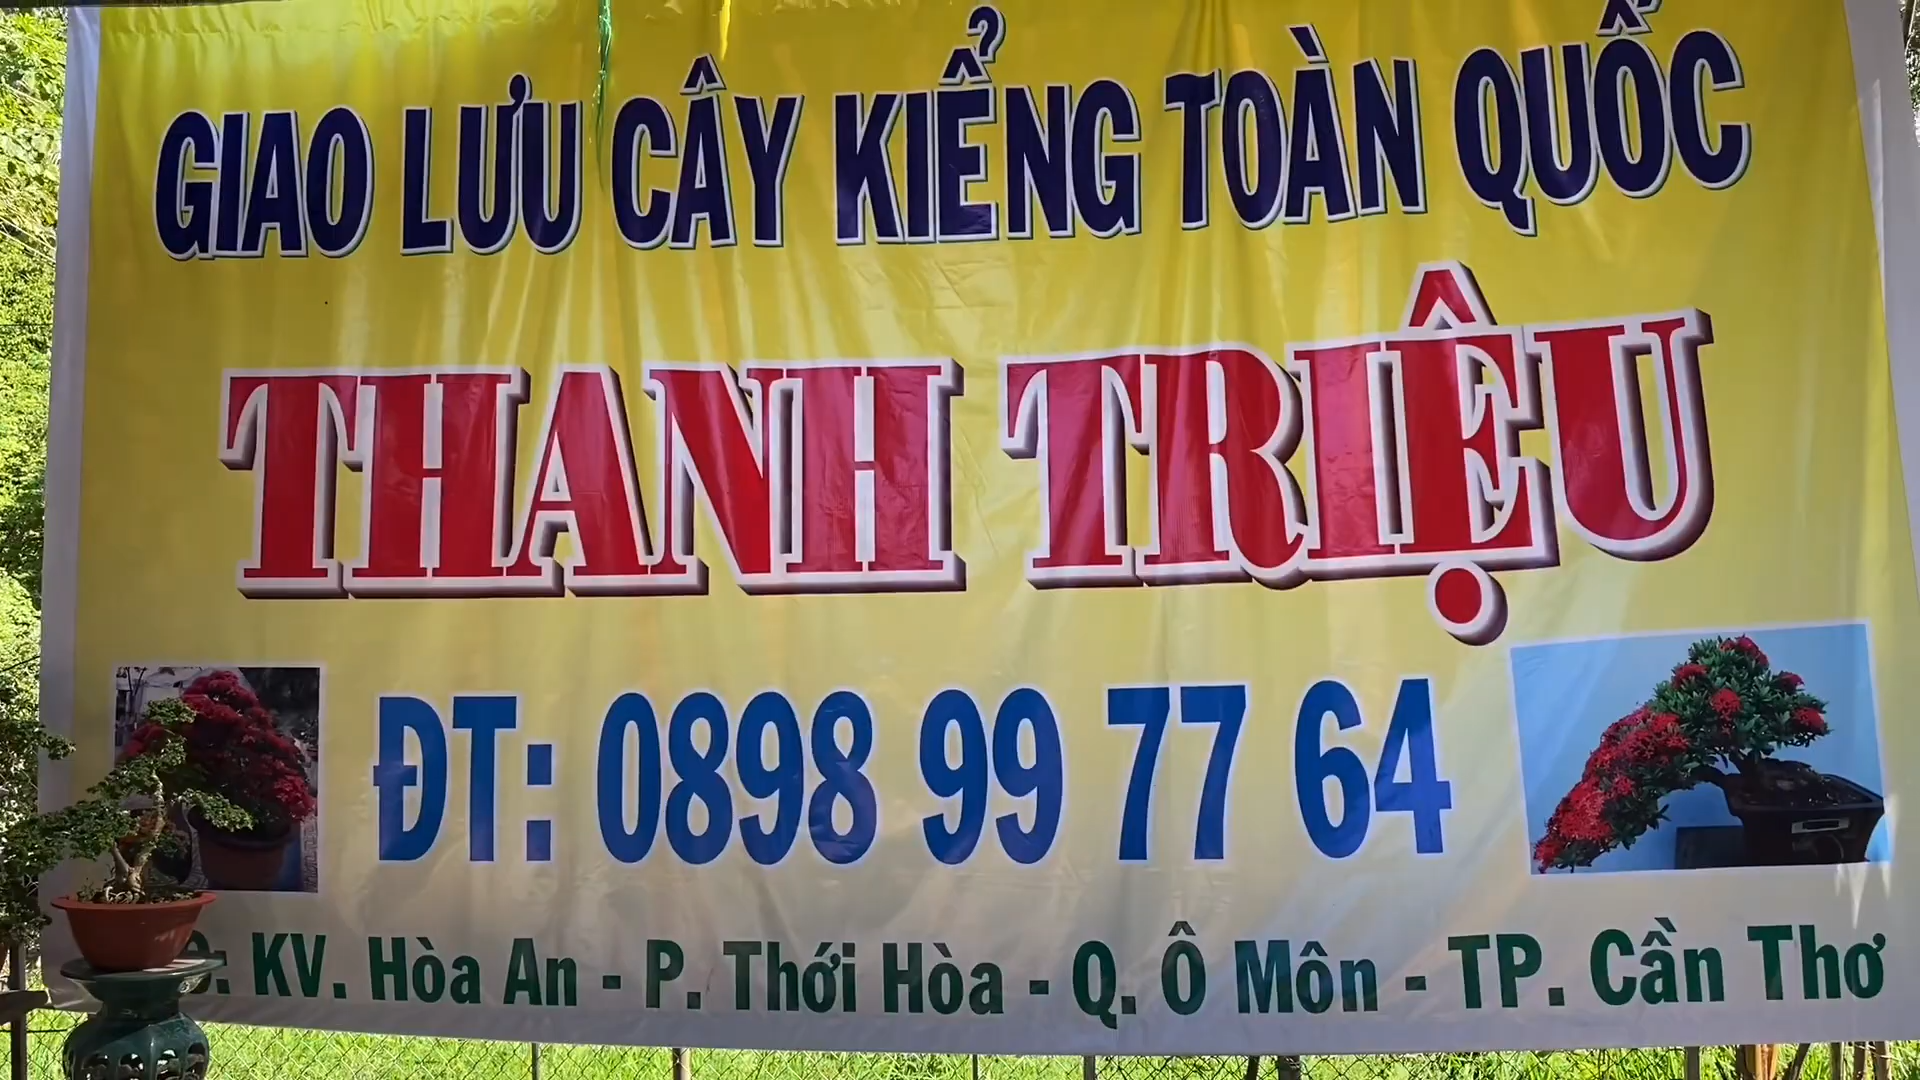 GIAO LƯU CÂY KIỂNG TOÀN QUỐC
THANH TRIỆU
ĐT: 0898 99 77 64
KV. Hòa An - P. Thới Hòa - Q. Ô Môn - TP. Cần Thơ